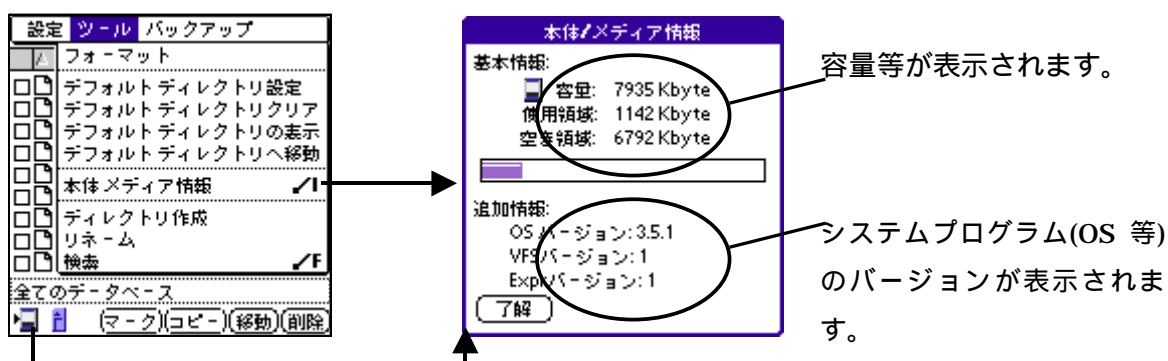 設定 ツール バックアップ
フォーマット
デフォルトディレクトリ設定
デフォルトディレクトリクリア
デフォルトディレクトリの表示
デフォルトディレクトリへ移動
本体メディア情報 ／I
ディレクトリ作成
リネーム
検索 ／F
全てのデータベース
マーク コピー 移動 削除
本体/メディア情報
基本情報:
容量: 7935 Kbyte
使用領域: 1142 Kbyte
空き領域: 6792 Kbyte
追加情報:
OSバージョン: 3.5.1
VFSバージョン: 1
Expバージョン: 1
了解
容量等が表示されます。
システムプログラム(OS 等)
のバージョンが表示されま
す。